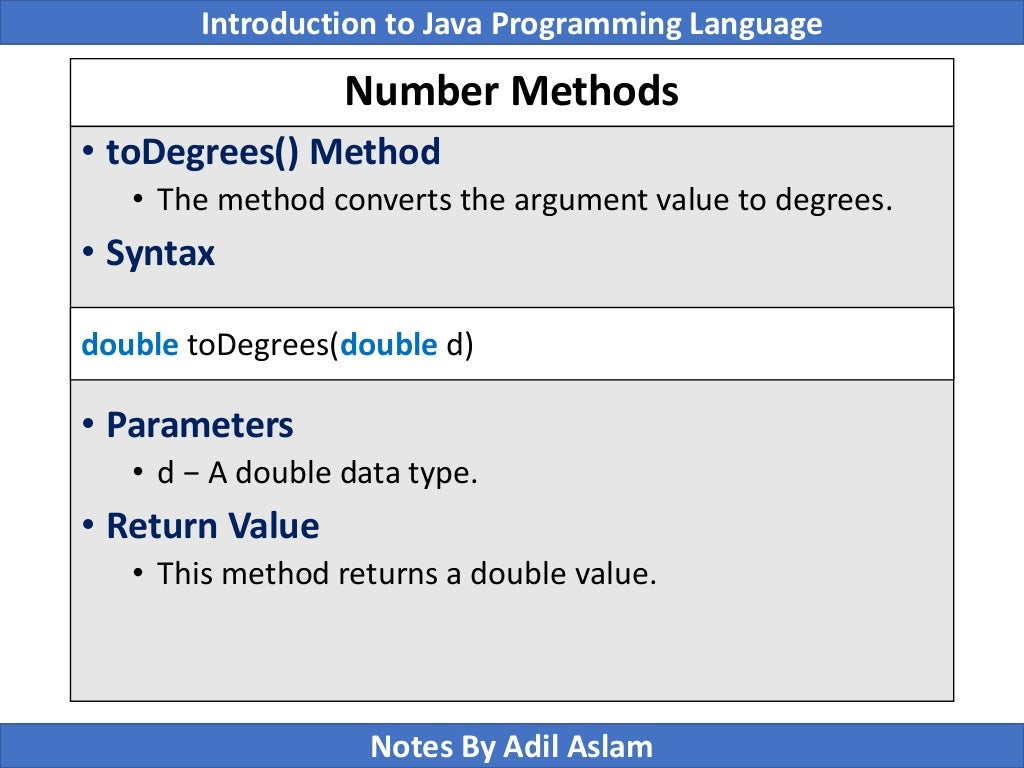 Introduction to Java Programming Language
Number Methods
• toDegrees() Method
• The method converts the argument value to degrees.
• Syntax
double toDegrees(double d)
• Parameters
• d − A double data type.
• Return Value
• This method returns a double value.
Notes By Adil Aslam